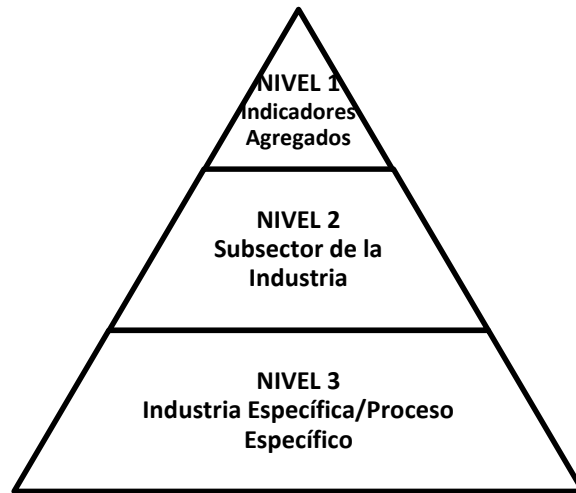 NIVEL 1
Indicadores
Agregados
NIVEL 2
Subsector de la
Industria
NIVEL 3
Industria Específica/Proceso
Específico